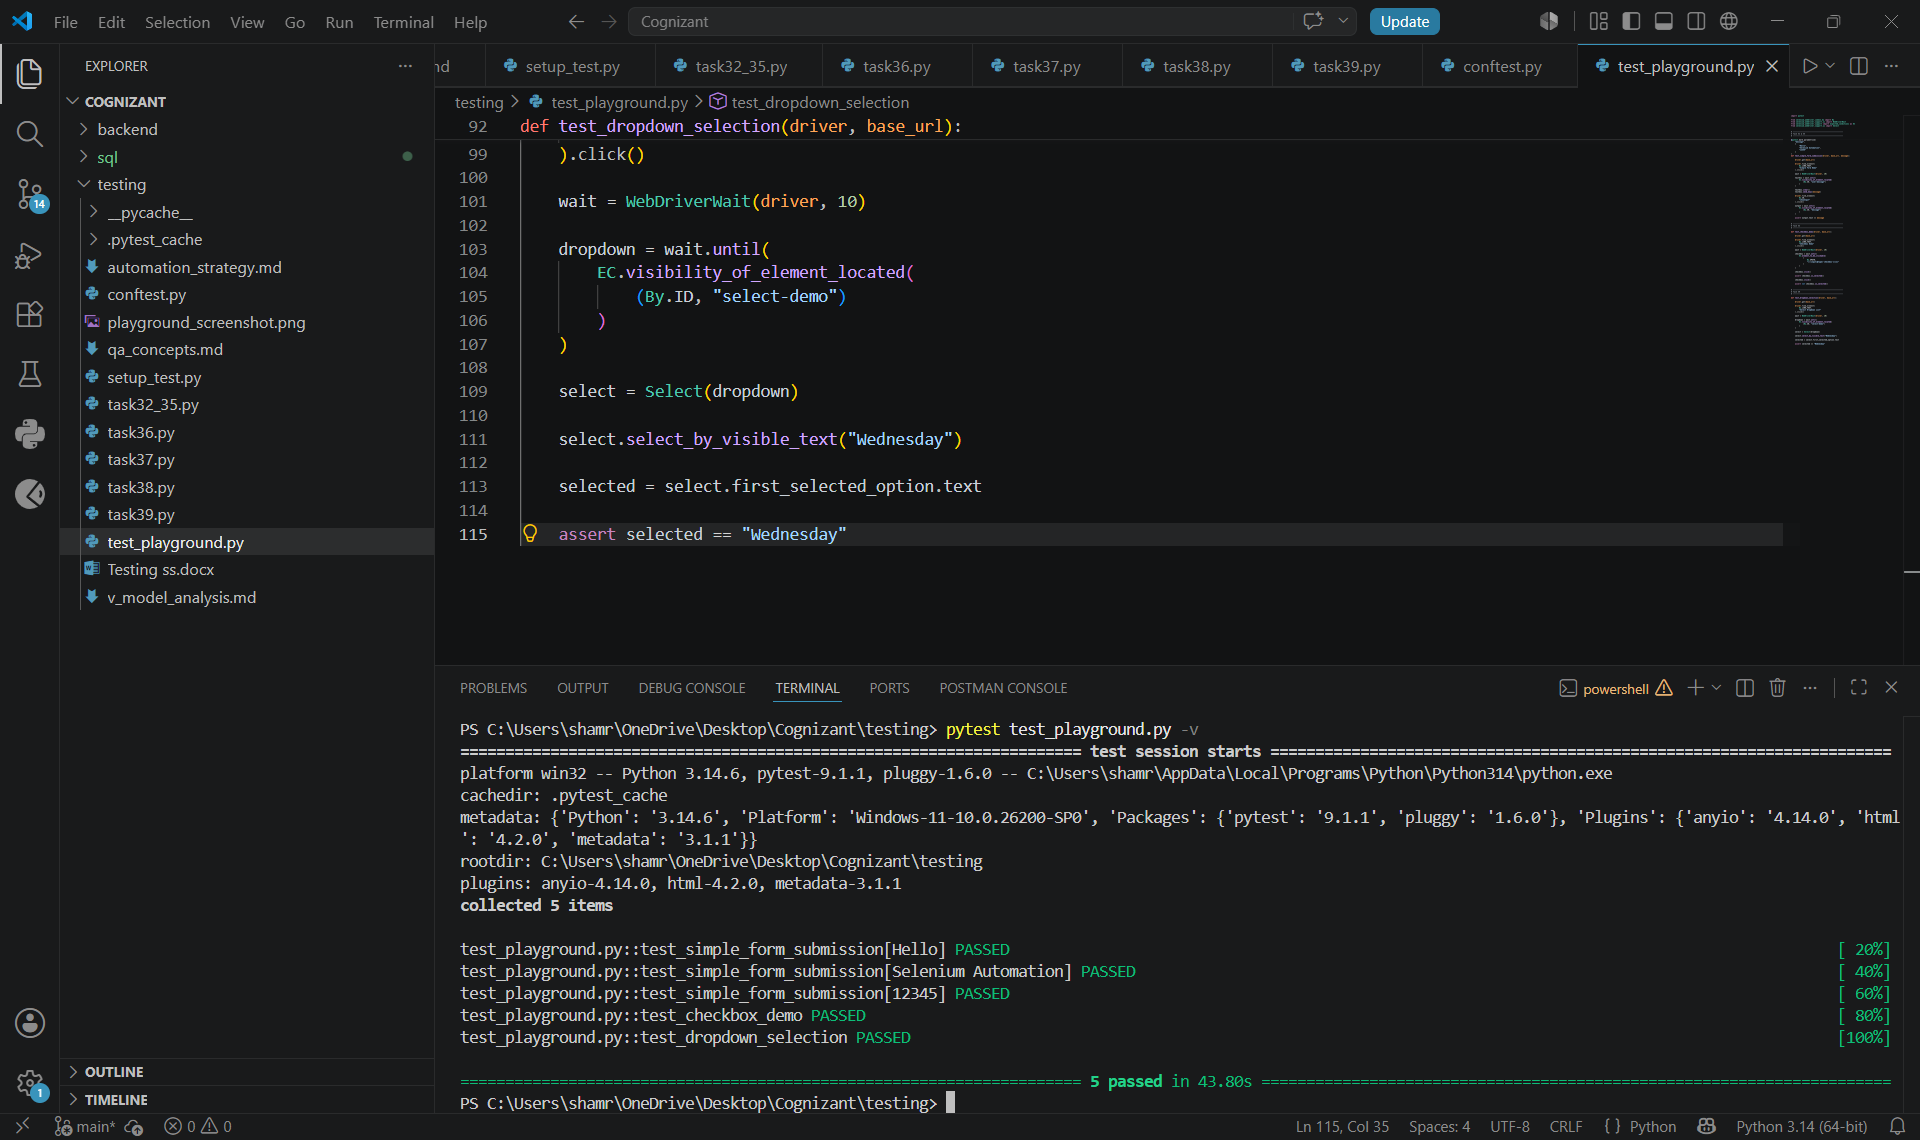 File Edit Selection View Go Run Terminal Help
Cognizant
Update
EXPLORER
COGNIZANT
backend
sql
testing
__pycache__
.pytest_cache
automation_strategy.md
conftest.py
playground_screenshot.png
qa_concepts.md
setup_test.py
task32_35.py
task36.py
task37.py
task38.py
task39.py
test_playground.py
Testing ss.docx
v_model_analysis.md
OUTLINE
TIMELINE
14
1
nd setup_test.py task32_35.py task36.py task37.py task38.py task39.py conftest.py test_playground.py
testing > test_playground.py > test_dropdown_selection
92 def test_dropdown_selection(driver, base_url):
99 ).click()
100
101 wait = WebDriverWait(driver, 10)
102
103 dropdown = wait.until(
104 EC.visibility_of_element_located(
105 (By.ID, "select-demo")
106 )
107 )
108
109 select = Select(dropdown)
110
111 select.select_by_visible_text("Wednesday")
112
113 selected = select.first_selected_option.text
114
115 assert selected == "Wednesday"
PROBLEMS OUTPUT DEBUG CONSOLE TERMINAL PORTS POSTMAN CONSOLE
powershell
PS C:\Users\shamr\OneDrive\Desktop\Cognizant\testing> pytest test_playground.py -v
===================================================================== test session starts =====================================================================
platform win32 -- Python 3.14.6, pytest-9.1.1, pluggy-1.6.0 -- C:\Users\shamr\AppData\Local\Programs\Python\Python314\python.exe
cachedir: .pytest_cache
metadata: {'Python': '3.14.6', 'Platform': 'Windows-11-10.0.26200-SP0', 'Packages': {'pytest': '9.1.1', 'pluggy': '1.6.0'}, 'Plugins': {'anyio': '4.14.0', 'html
': '4.2.0', 'metadata': '3.1.1'}}
rootdir: C:\Users\shamr\OneDrive\Desktop\Cognizant\testing
plugins: anyio-4.14.0, html-4.2.0, metadata-3.1.1
collected 5 items
test_playground.py::test_simple_form_submission[Hello] PASSED [ 20%]
test_playground.py::test_simple_form_submission[Selenium Automation] PASSED [ 40%]
test_playground.py::test_simple_form_submission[12345] PASSED [ 60%]
test_playground.py::test_checkbox_demo PASSED [ 80%]
test_playground.py::test_dropdown_selection PASSED [100%]
===================================================================== 5 passed in 43.80s ======================================================================
PS C:\Users\shamr\OneDrive\Desktop\Cognizant\testing>
main* 0 0 Ln 115, Col 35 Spaces: 4 UTF-8 CRLF { } Python Python 3.14 (64-bit)